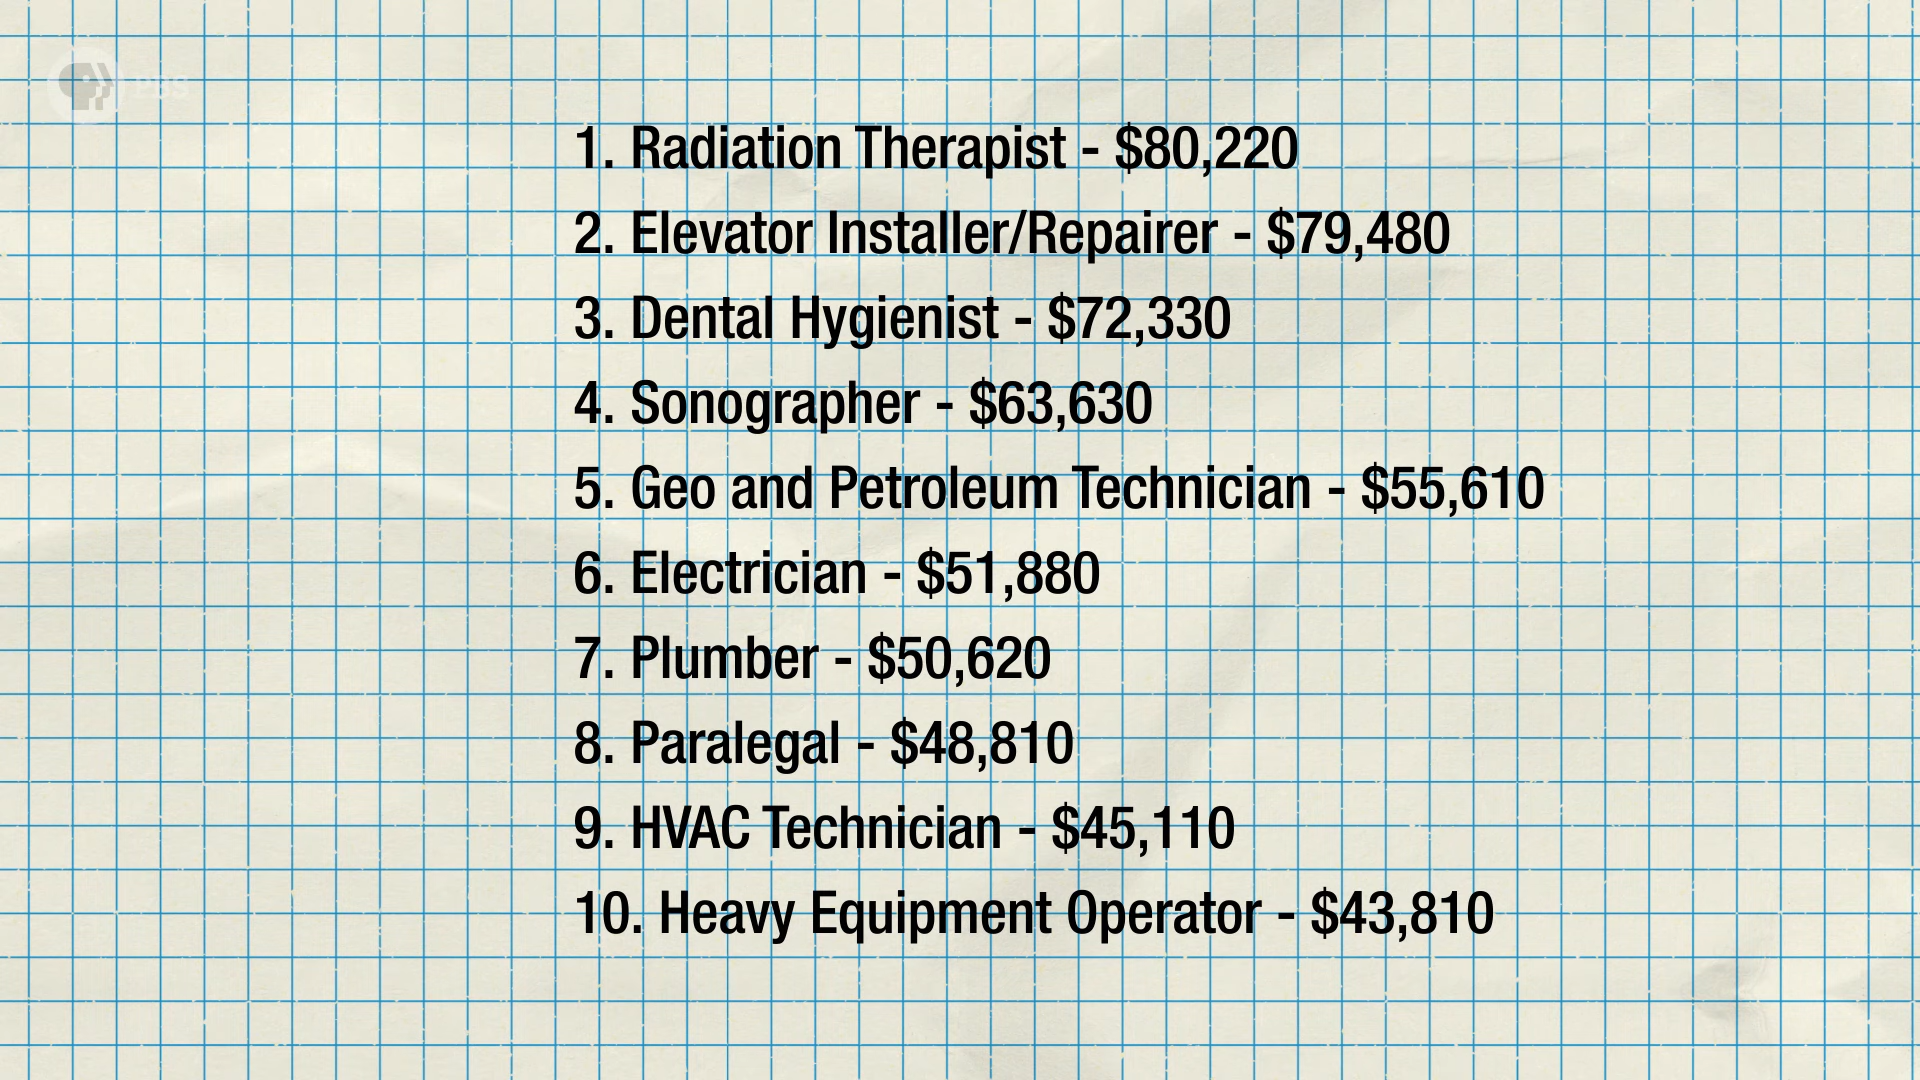 PBS
1. Radiation Therapist - $80,220
2. Elevator Installer/Repairer - $79,480
3. Dental Hygienist - $72,330
4. Sonographer - $63,630
5. Geo and Petroleum Technician - $55,610
6. Electrician - $51,880
7. Plumber - $50,620
8. Paralegal - $48,810
9. HVAC Technician - $45,110
10. Heavy Equipment Operator - $43,810